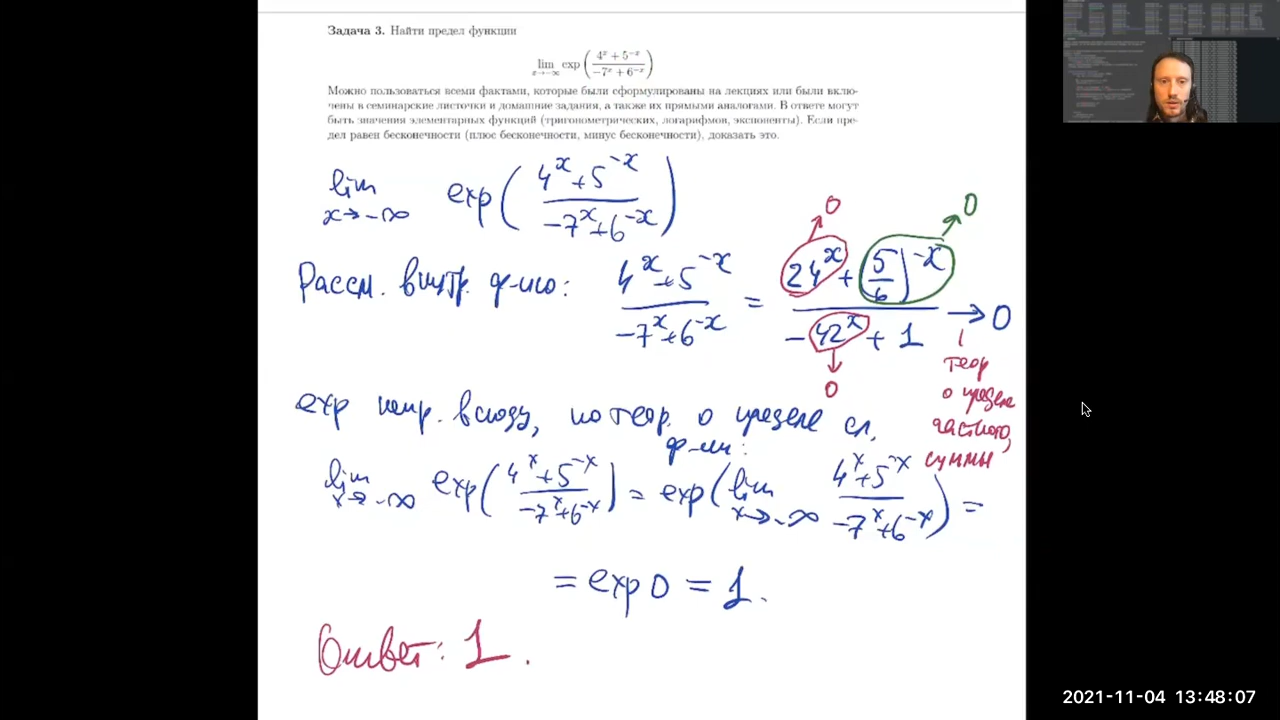 Задача 3. Найти предел функции
lim x→−∞ exp( (4^x + 5^{−x}) / (−7^x + 6^{−x}) )
Можно пользоваться всеми фактами, которые были сформулированы на лекциях или были вклю-
чены в семинарские листочки и домашние задания, а также их прямыми аналогами. В ответе могут
быть значения элементарных функций (тригонометрических, логарифмов, экспоненты). Если пре-
дел равен бесконечности (плюс бесконечности, минус бесконечности), доказать это.
lim x→−∞ exp( (4^x + 5^{−x}) / (−7^x + 6^{−x}) )
0 0
Рассм. внутр. ф-ию: (4^x + 5^{−x}) / (−7^x + 6^{−x}) = (24^x + (5/6)^{−x}) / (−42^x + 1) → 0
0
теор
о пределе
частного,
суммы
exp непр. всюду, по теор. о пределе сл.
ф-ии:
lim x→−∞ exp( (4^x + 5^{−x}) / (−7^x + 6^{−x}) ) = exp( lim x→−∞ (4^x + 5^{−x}) / (−7^x + 6^{−x}) ) =
= exp 0 = 1.
Ответ: 1.
2021-11-04 13:48:07